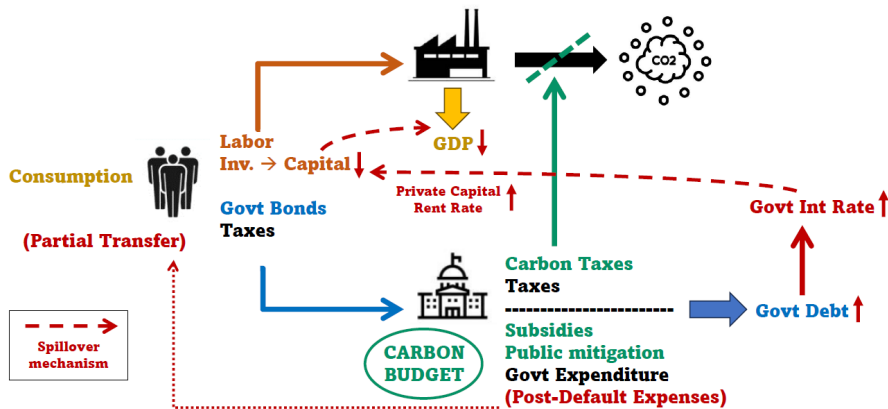 CO2
Labor
Inv. → Capital
GDP
Consumption
Private Capital
Rent Rate
Govt Bonds
Taxes
Govt Int Rate
(Partial Transfer)
Carbon Taxes
Taxes
Govt Debt
Subsidies
Public mitigation
Govt Expenditure
(Post-Default Expenses)
CARBON
BUDGET
Spillover
mechanism